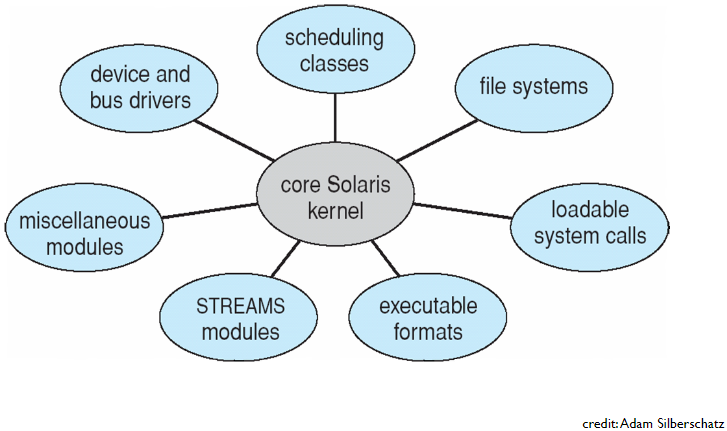 scheduling
classes
device and
bus drivers
file systems
core Solaris
kernel
miscellaneous
modules
loadable
system calls
STREAMS
modules
executable
formats
credit: Adam Silberschatz